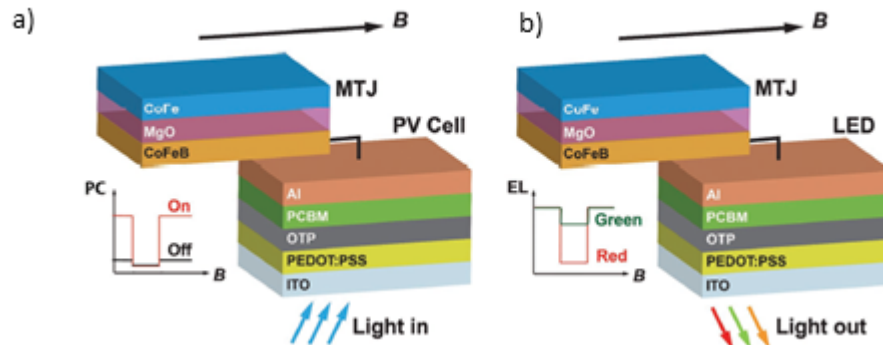 a)
B
MTJ
CoFe
MgO
CoFeB
PV Cell
PC
On
Off
B
Al
PCBM
OTP
PEDOT:PSS
ITO
Light in
b)
B
MTJ
CoFe
MgO
CoFeB
LED
EL
Green
Red
B
Al
PCBM
OTP
PEDOT:PSS
ITO
Light out